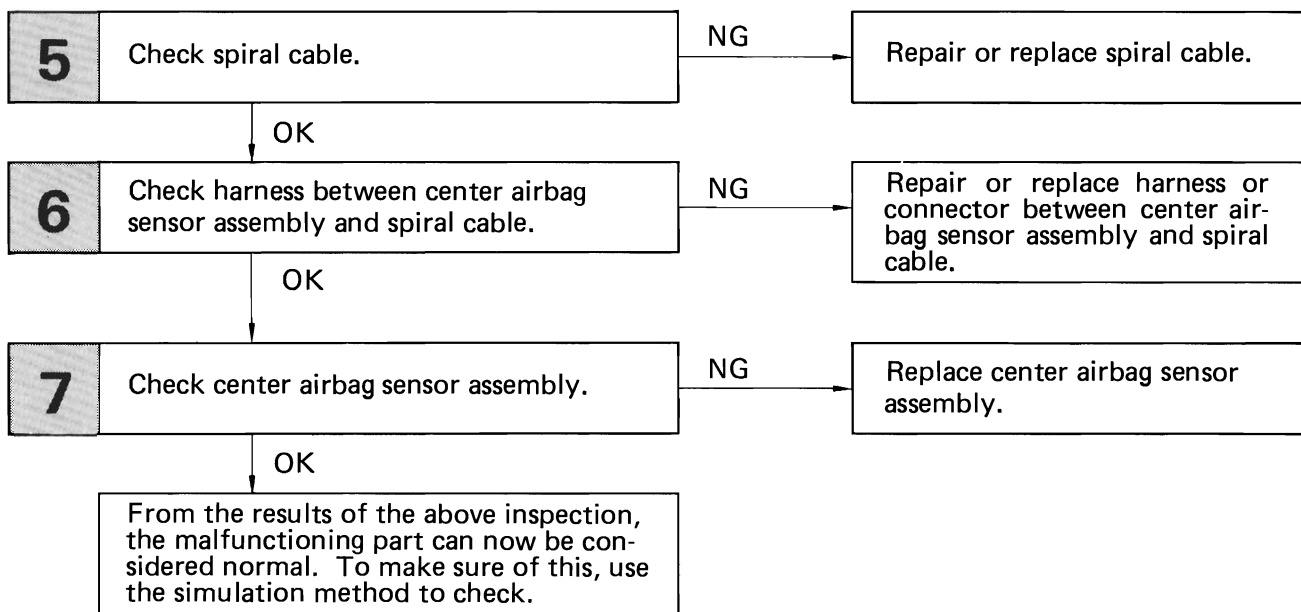 5
Check spiral cable.
NG
Repair or replace spiral cable.
OK
6
Check harness between center airbag
sensor assembly and spiral cable.
NG
Repair or replace harness or
connector between center air-
bag sensor assembly and spiral
cable.
OK
7
Check center airbag sensor assembly.
NG
Replace center airbag sensor
assembly.
OK
From the results of the above inspection,
the malfunctioning part can now be con-
sidered normal. To make sure of this, use
the simulation method to check.